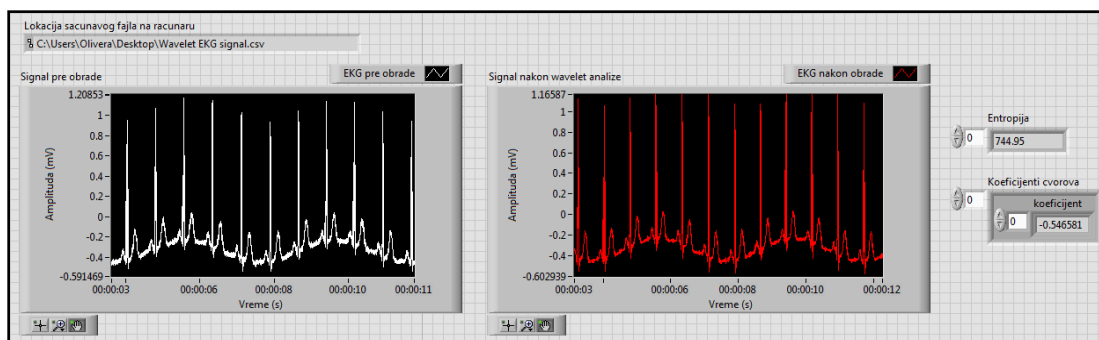 Lokacija sacunavog fajla na racunaru
C:\Users\Olivera\Desktop\Wavelet EKG signal.csv
Signal pre obrade
EKG pre obrade
1.20853
1
0.8
0.6
0.4
0.2
0
-0.2
-0.4
-0.591469
Amplituda (mV)
00:00:03 00:00:06 00:00:08 00:00:10 00:00:11
Vreme (s)
Signal nakon wavelet analize
EKG nakon obrade
1.16587
1
0.8
0.6
0.4
0.2
0
-0.2
-0.4
-0.602939
Amplituda (mV)
00:00:03 00:00:06 00:00:08 00:00:10 00:00:12
Vreme (s)
Entropija
0 744.95
Koeficijenti cvorova
0
koeficijent
0 -0.546581